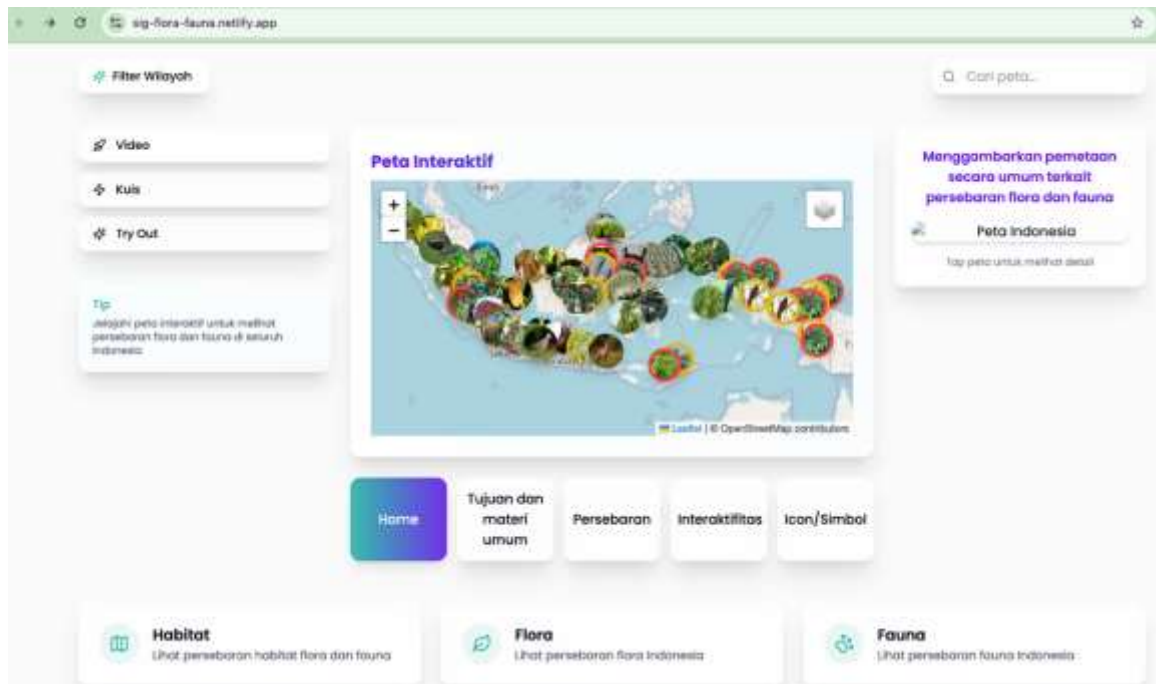 sig-flora-fauna.netlify.app
Filter Wilayah
Cari peta...
Video
Kuis
Try Out
Tip
Jelajahi peta interaktif untuk melihat
persebaran flora dan fauna di seluruh
Indonesia
Peta Interaktif
+
−
Leaflet | © OpenStreetMap contributors
Menggambarkan pemetaan
secara umum terkait
persebaran flora dan fauna
Peta Indonesia
Tap peta untuk melihat detail
Home
Tujuan dan
materi
umum
Persebaran
Interaktifitas
Icon/Simbol
Habitat
Lihat persebaran habitat flora dan fauna
Flora
Lihat persebaran flora Indonesia
Fauna
Lihat persebaran fauna Indonesia